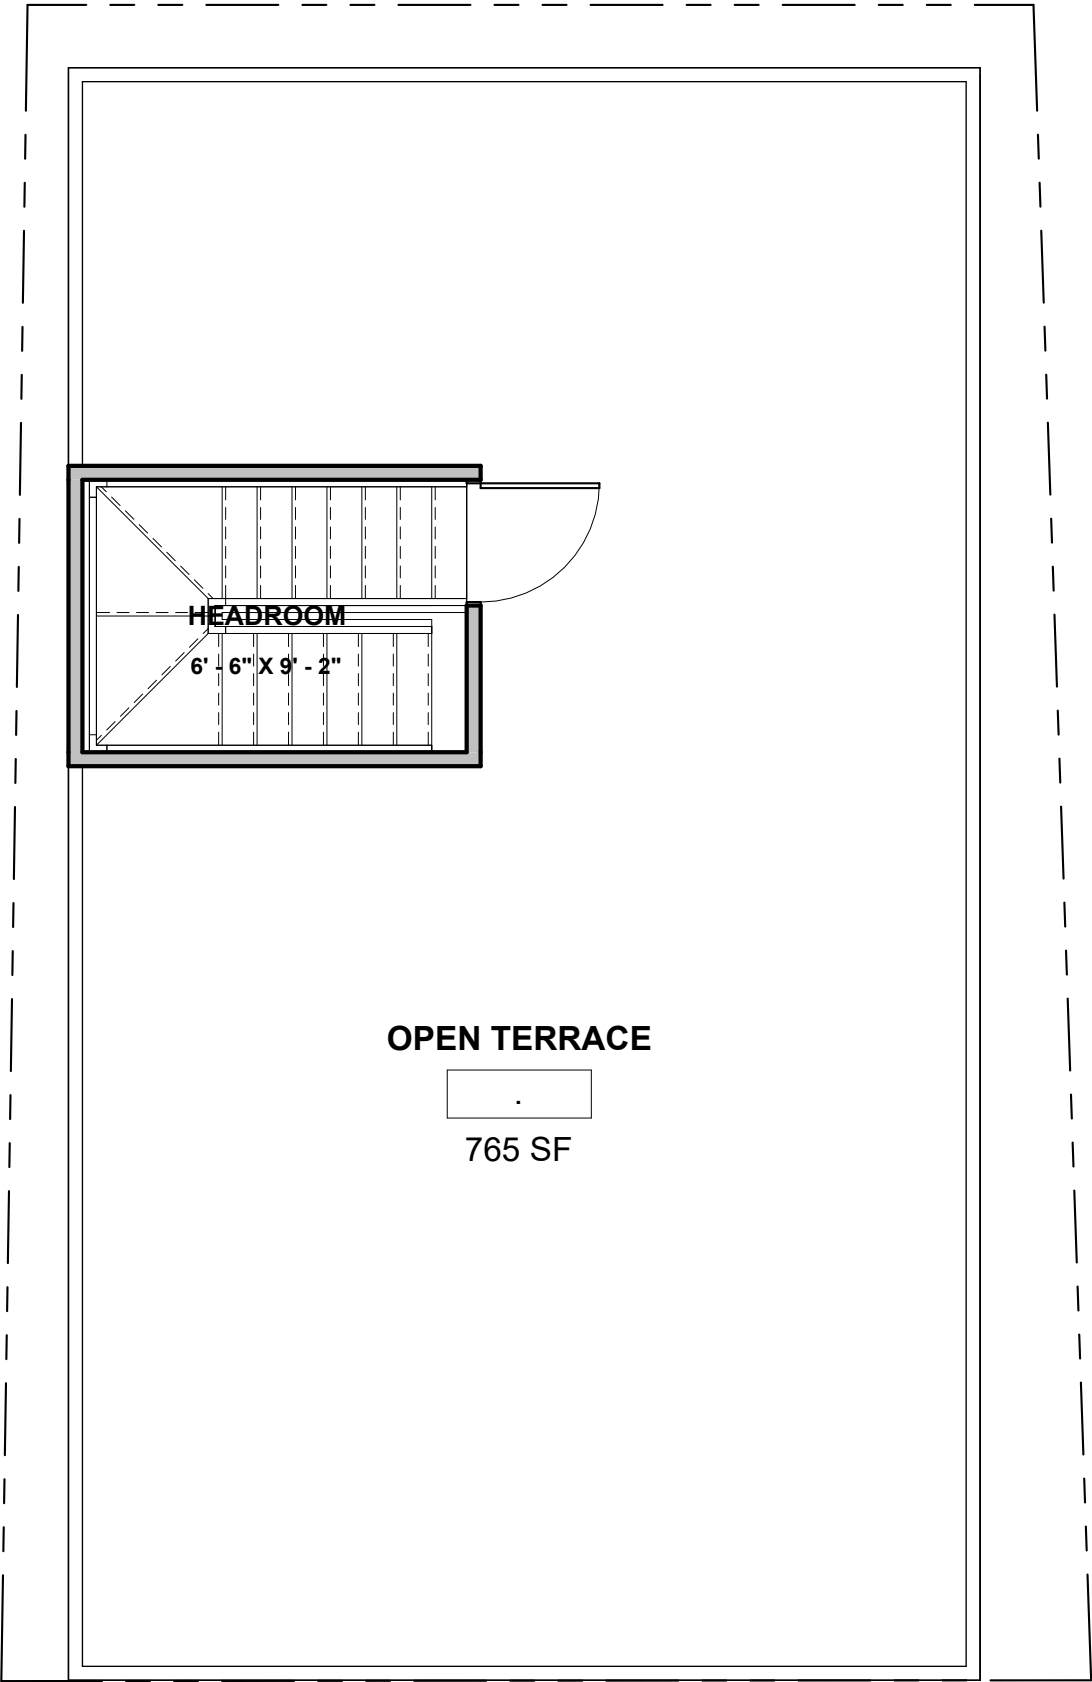 HEADROOM
6' - 6" X 9' - 2"
OPEN TERRACE
.
765 SF